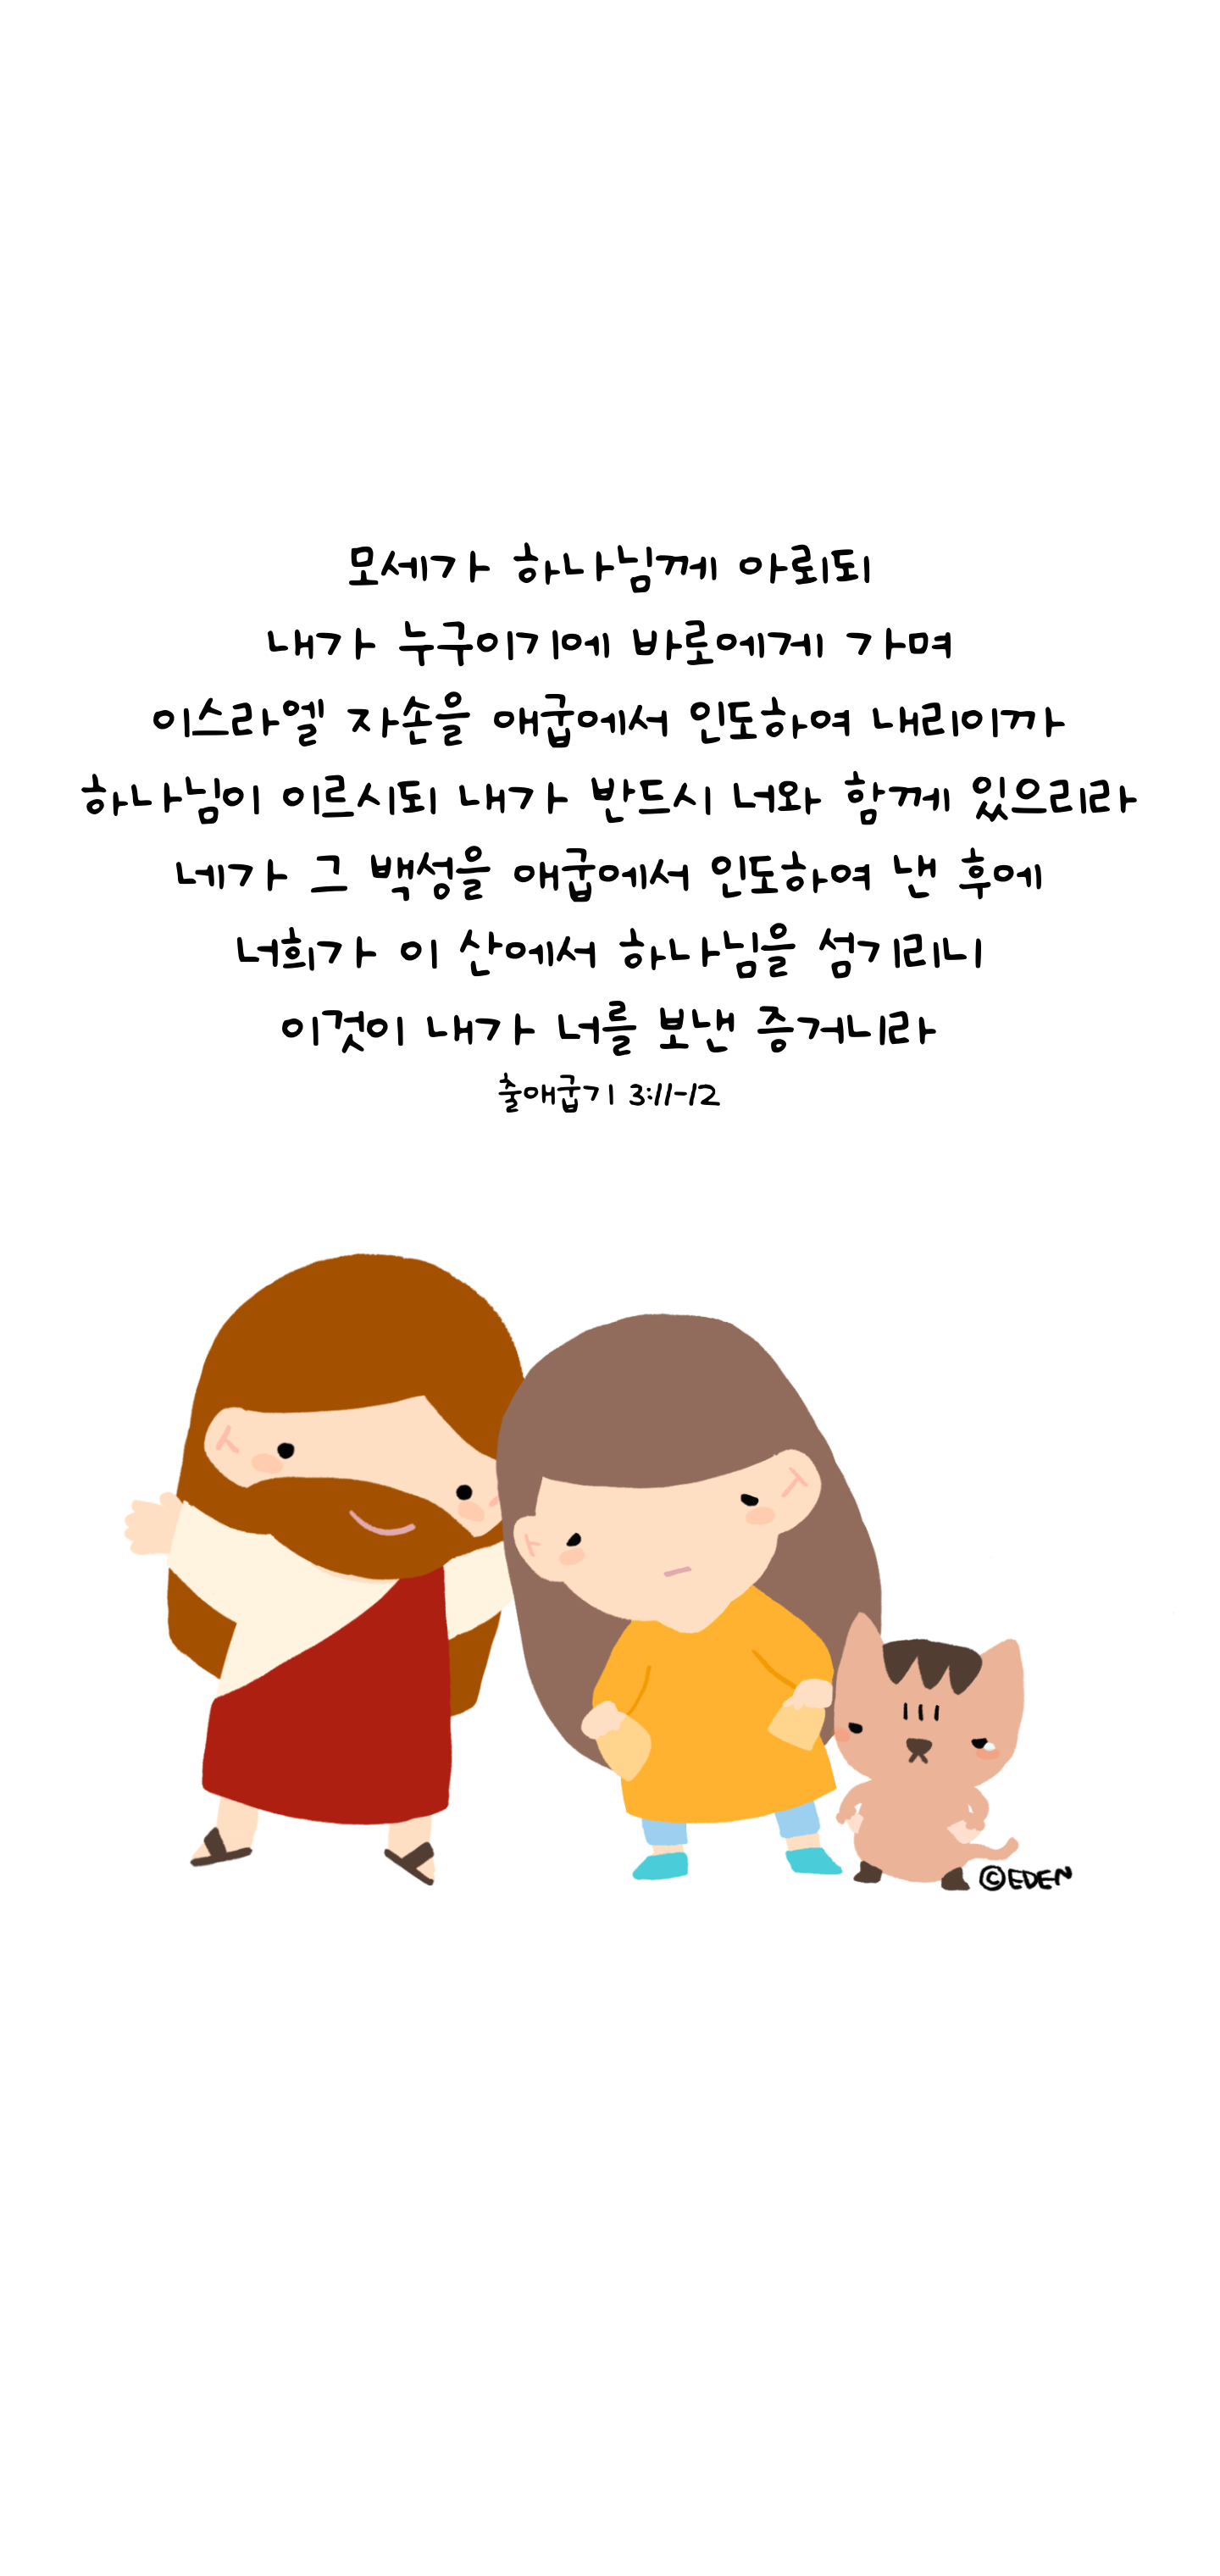 모세가 하나님께 아뢰되
내가 누구이기에 바로에게 가며
이스라엘 자손을 애굽에서 인도하여 내리이까
하나님이 이르시되 내가 반드시 너와 함께 있으리라
네가 그 백성을 애굽에서 인도하여 낸 후에
너희가 이 산에서 하나님을 섬기리니
이것이 내가 너를 보낸 증거니라
출애굽기 3:11-12
©EDEN